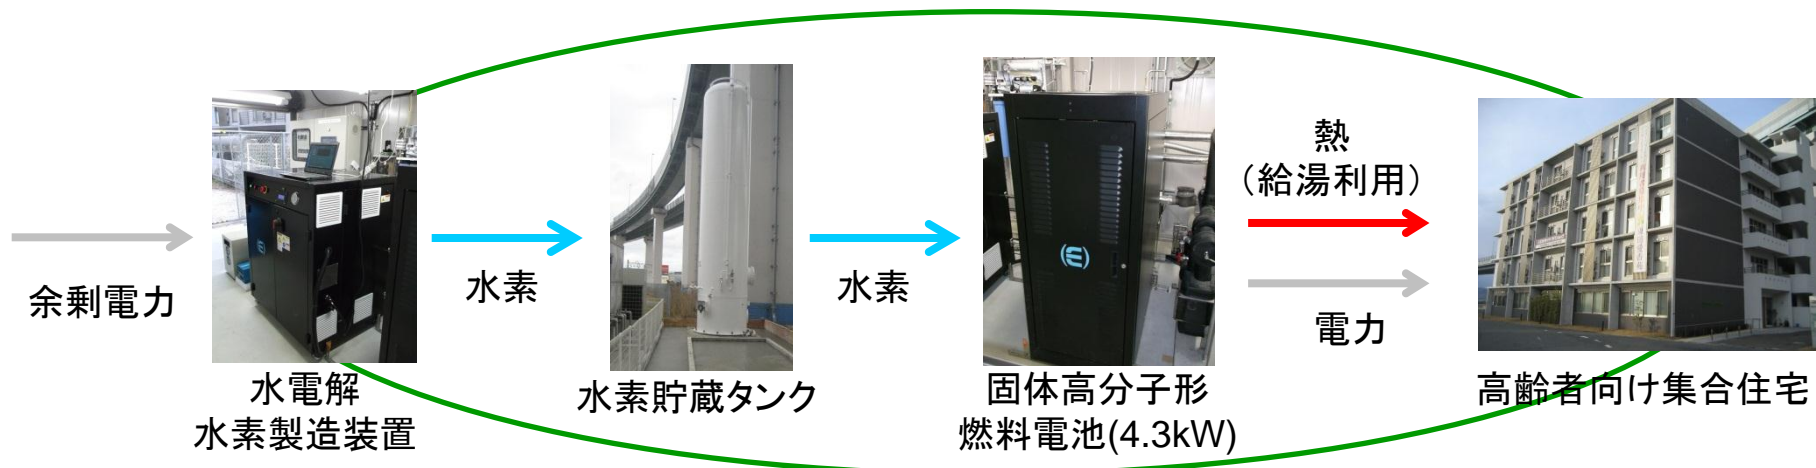 余剰電力
水電解
水素製造装置
水素
水素貯蔵タンク
水素
固体高分子形
燃料電池(4.3kW)
熱
（給湯利用）
電力
高齢者向け集合住宅